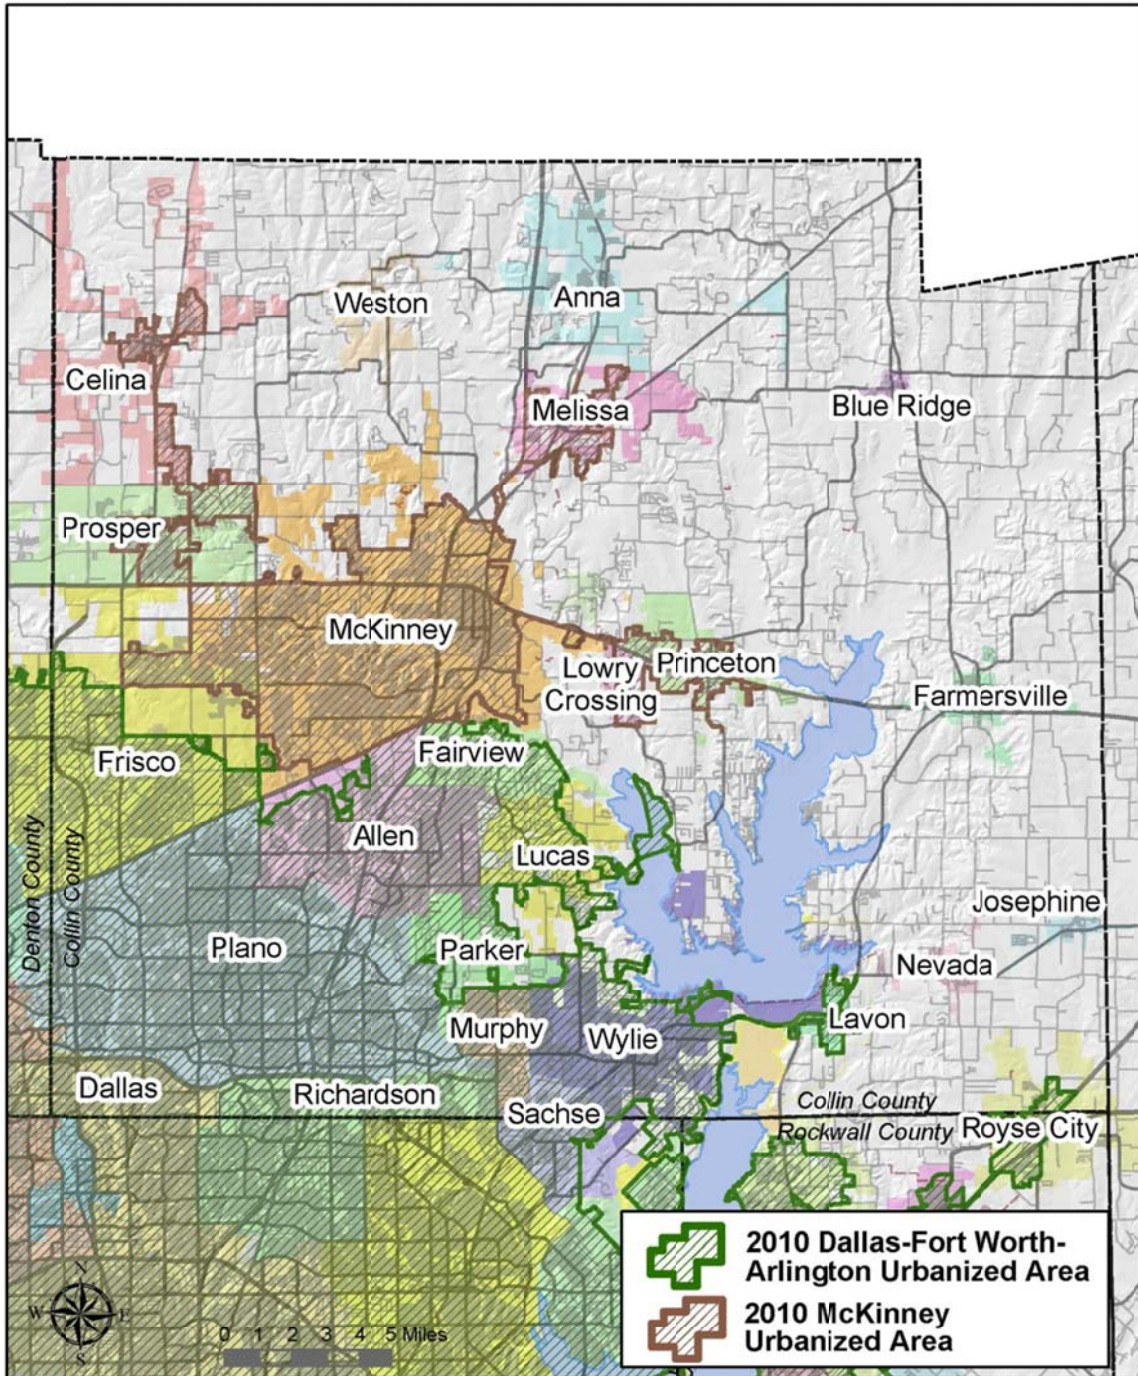 Weston
Anna
Celina
Melissa
Blue Ridge
Prosper
McKinney
Lowry
Crossing
Princeton
Farmersville
Frisco
Fairview
Allen
Lucas
Denton County
Collin County
Plano
Parker
Josephine
Nevada
Murphy
Wylie
Lavon
Dallas
Richardson
Sachse
Collin County
Rockwall County
Royse City
N
W
E
S
0 1 2 3 4 5 Miles
2010 Dallas-Fort Worth-
Arlington Urbanized Area
2010 McKinney
Urbanized Area